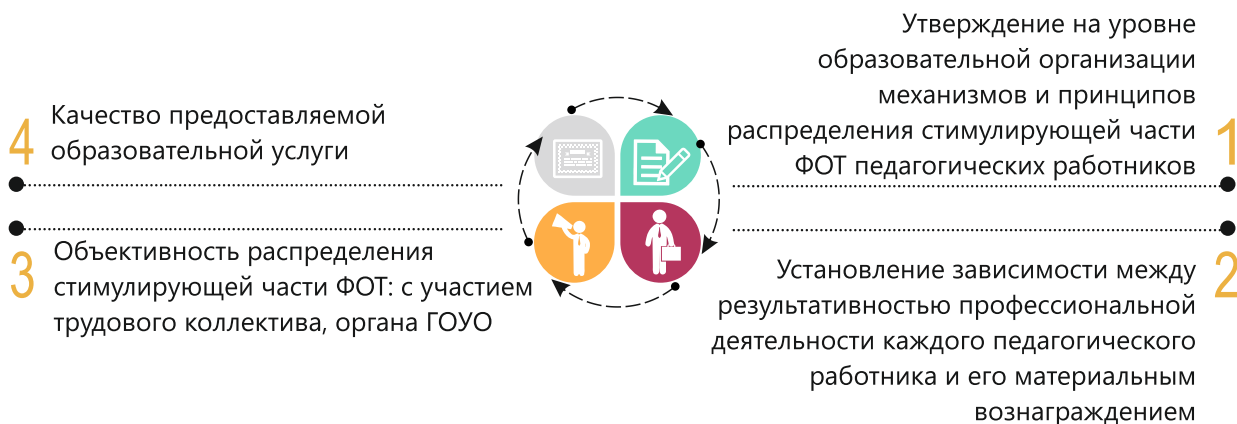 Утверждение на уровне
образовательной организации
механизмов и принципов
распределения стимулирующей части
ФОТ педагогических работников
1
2
Установление зависимости между
результативностью профессиональной
деятельности каждого педагогического
работника и его материальным
вознаграждением
3
Объективность распределения
стимулирующей части ФОТ: с участием
трудового коллектива, органа ГОУО
4
Качество предоставляемой
образовательной услуги